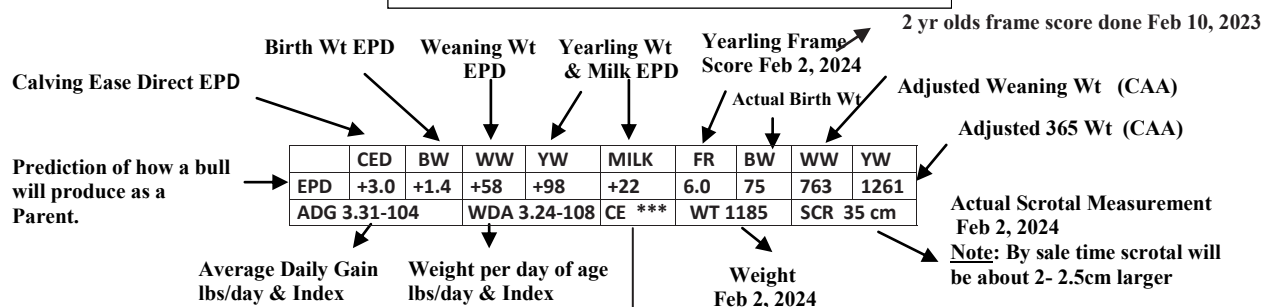 2 yr olds frame score done Feb 10, 2023
Birth Wt EPD
Weaning Wt
EPD
Yearling Wt
& Milk EPD
Yearling Frame
Score Feb 2, 2024
Calving Ease Direct EPD
Actual Birth Wt
Adjusted Weaning Wt (CAA)
Adjusted 365 Wt (CAA)
Prediction of how a bull
will produce as a
Parent.
CED BW WW YW MILK FR BW WW YW
EPD +3.0 +1.4 +58 +98 +22 6.0 75 763 1261
ADG 3.31-104 WDA 3.24-108 CE *** WT 1185 SCR 35 cm
Actual Scrotal Measurement
Feb 2, 2024
Note: By sale time scrotal will
be about 2- 2.5cm larger
Average Daily Gain
lbs/day & Index
Weight per day of age
lbs/day & Index
Weight
Feb 2, 2024